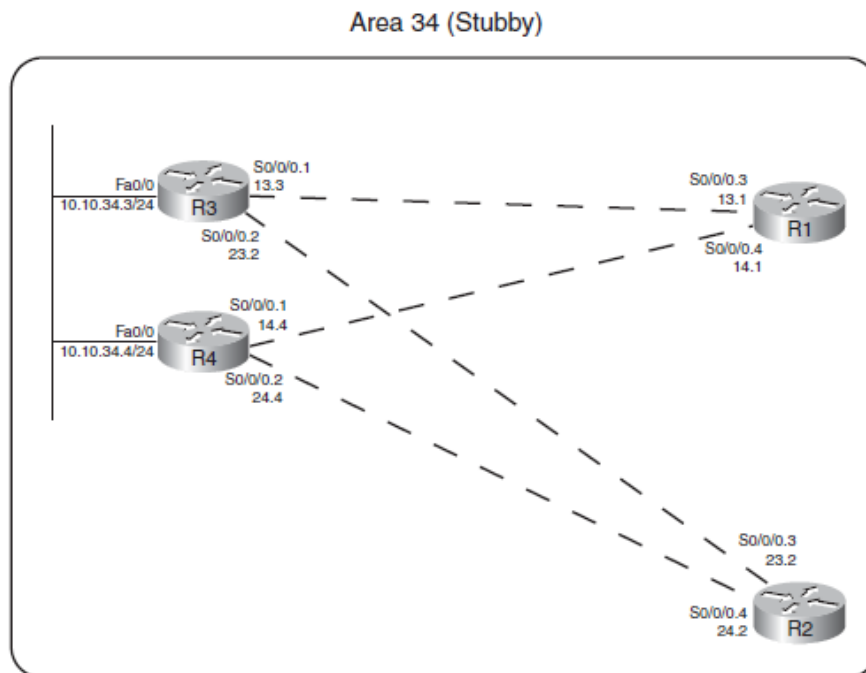 Area 34 (Stubby)
Fa0/0
10.10.34.3/24
R3
S0/0/0.1
13.3
S0/0/0.2
23.2
S0/0/0.3
13.1
R1
S0/0/0.4
14.1
Fa0/0
10.10.34.4/24
R4
S0/0/0.1
14.4
S0/0/0.2
24.4
S0/0/0.3
23.2
S0/0/0.4
24.2
R2